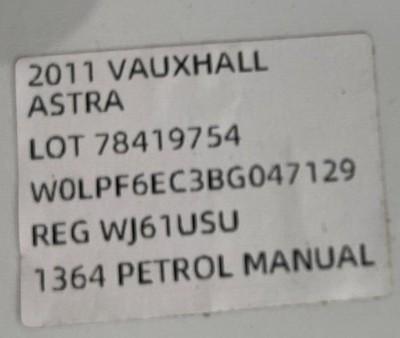 2011 VAUXHALL
ASTRA
LOT 78419754
W0LPF6EC3BG047129
REG WJ61USU
1364 PETROL MANUAL